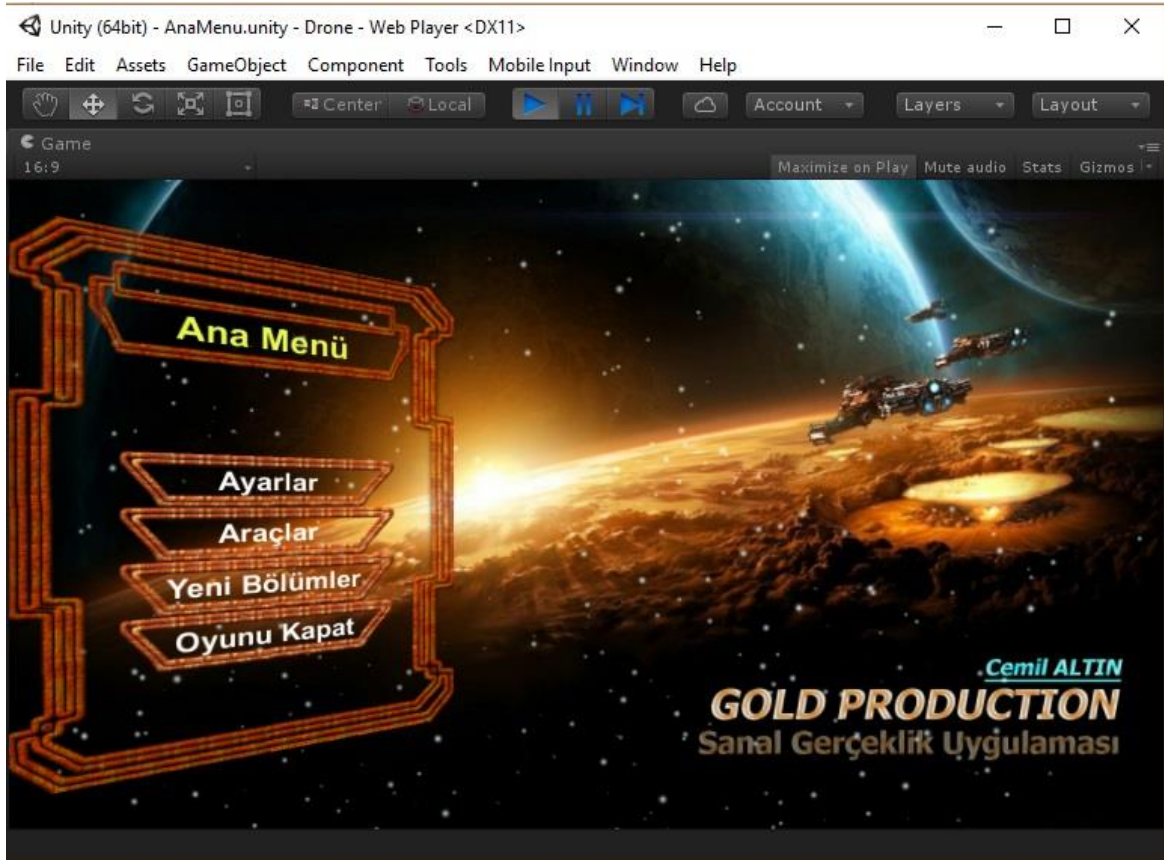 Unity (64bit) - AnaMenu.unity - Drone - Web Player <DX11>
File Edit Assets GameObject Component Tools Mobile Input Window Help
Center Local Account Layers Layout
Game
16:9 Maximize on Play Mute audio Stats Gizmos
Ana Menü
Ayarlar
Araçlar
Yeni Bölümler
Oyunu Kapat
Cemil ALTIN
GOLD PRODUCTION
Sanal Gerçeklik Uygulaması